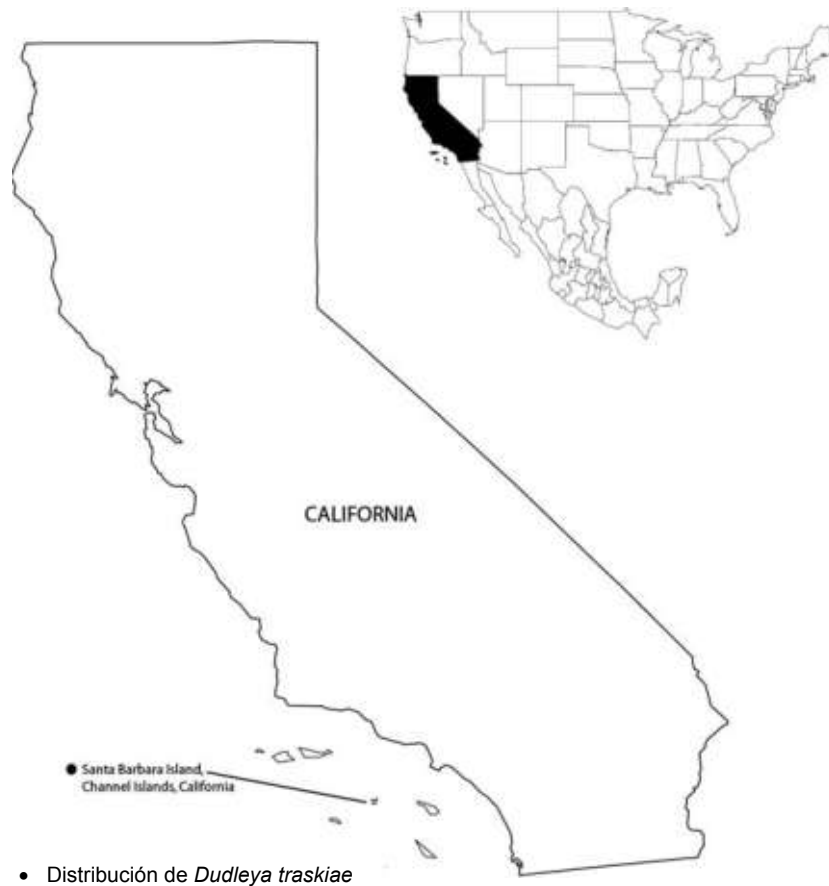 CALIFORNIA
● Santa Barbara Island,
Channel Islands, California
• Distribución de Dudleya traskiae